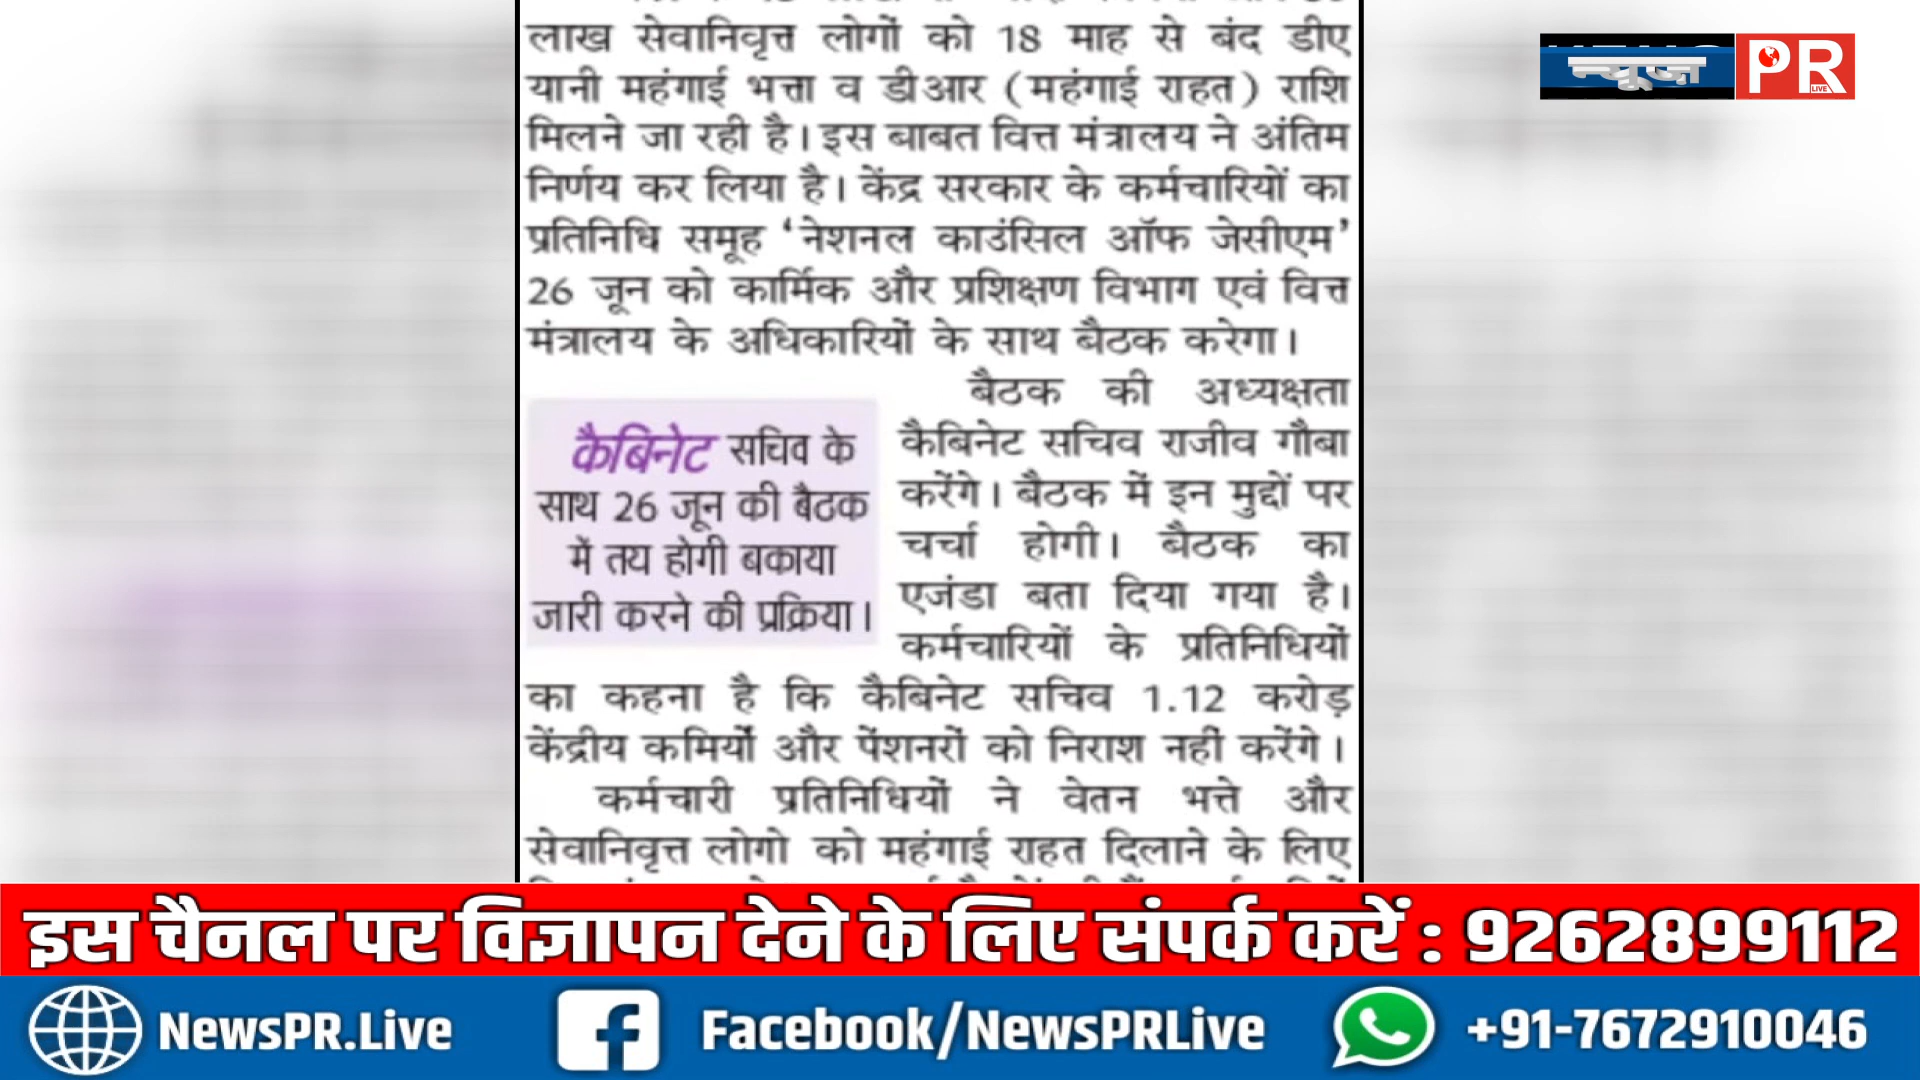 लाख सेवानिवृत्त लोगों को 18 माह से बंद डीए
यानी महंगाई भत्ता व डीआर (महंगाई राहत) राशि
मिलने जा रही है। इस बाबत वित्त मंत्रालय ने अंतिम
निर्णय कर लिया है। केंद्र सरकार के कर्मचारियों का
प्रतिनिधि समूह ‘नेशनल काउंसिल ऑफ जेसीएम’
26 जून को कार्मिक और प्रशिक्षण विभाग एवं वित्त
मंत्रालय के अधिकारियों के साथ बैठक करेगा।
बैठक की अध्यक्षता
कैबिनेट सचिव राजीव गौबा
करेंगे। बैठक में इन मुद्दों पर
चर्चा होगी। बैठक का
एजंडा बता दिया गया है।
कर्मचारियों के प्रतिनिधियों
कैबिनेट सचिव के
साथ 26 जून की बैठक
में तय होगी बकाया
जारी करने की प्रक्रिया।
का कहना है कि कैबिनेट सचिव 1.12 करोड़
केंद्रीय कमियों और पेंशनरों को निराश नहीं करेंगे।
कर्मचारी प्रतिनिधियों ने वेतन भत्ते और
सेवानिवृत्त लोगो को महंगाई राहत दिलाने के लिए
न्यूज़ PR
LIVE
इस चैनल पर विज्ञापन देने के लिए संपर्क करें : 9262899112
NewsPR.Live
Facebook/NewsPRLive
+91-7672910046